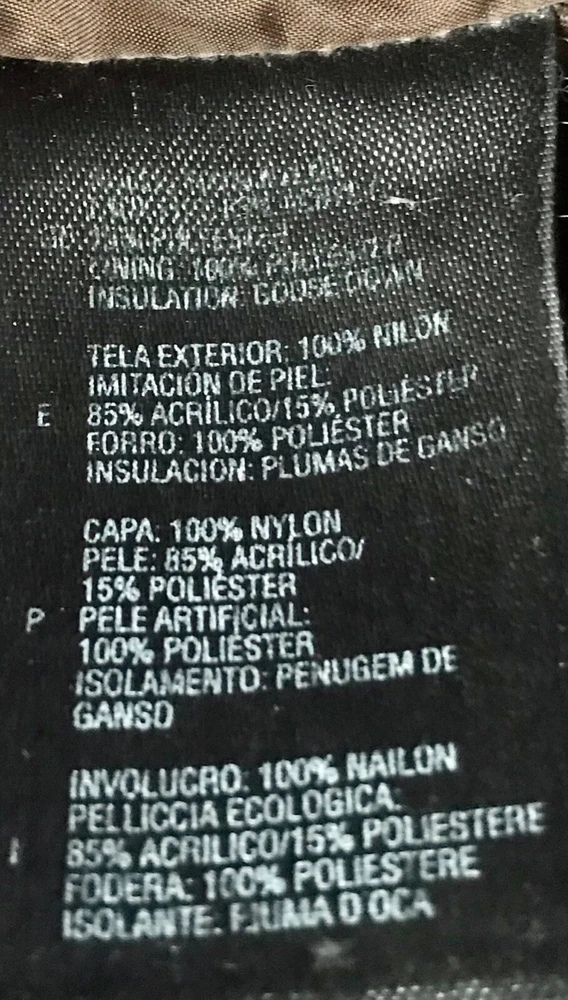 LINING: 100% POLYESTER
INSULATION: GOOSE DOWN
TELA EXTERIOR: 100% NILÓN
IMITACIÓN DE PIEL:
E 85% ACRÍLICO/15% POLIÉSTER
FORRO: 100% POLIÉSTER
INSULACIÓN: PLUMAS DE GANSO
CAPA: 100% NYLON
PELE: 85% ACRÍLICO/
15% POLIÉSTER
P PELE ARTIFICIAL:
100% POLIÉSTER
ISOLAMENTO: PENUGEM DE
GANSO
INVOLUCRO: 100% NAILON
PELLICCIA ECOLOGICA:
I 85% ACRILICO/15% POLIESTERE
FODERA: 100% POLIESTERE
ISOLANTE: PIUMA D'OCA